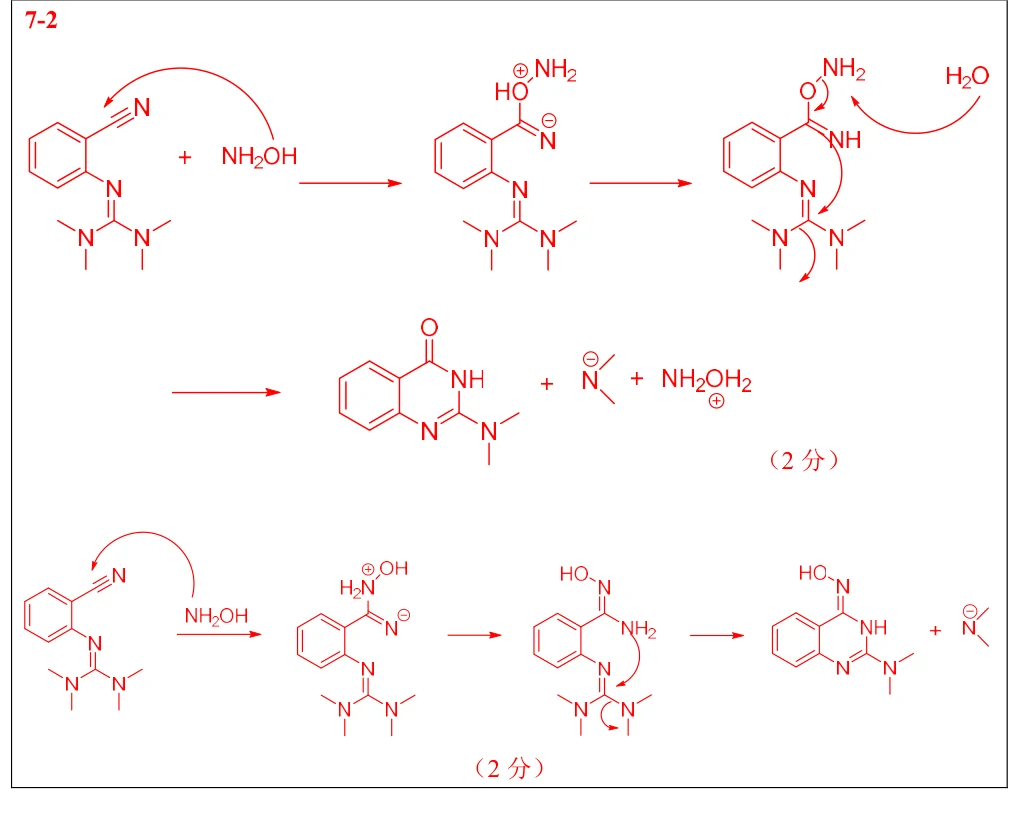 7-2
N + NH2OH N N N
HO ⊕ NH2 N ⊖ N N N
O NH2 NH N N N H2O
O NH N N + ⊖ N + NH2OH2 ⊕
（2 分）
N NH2OH N N N
H2N ⊕ OH N ⊖ N N N
HO N NH2 N N N
HO N NH N N + ⊖ N
（2 分）